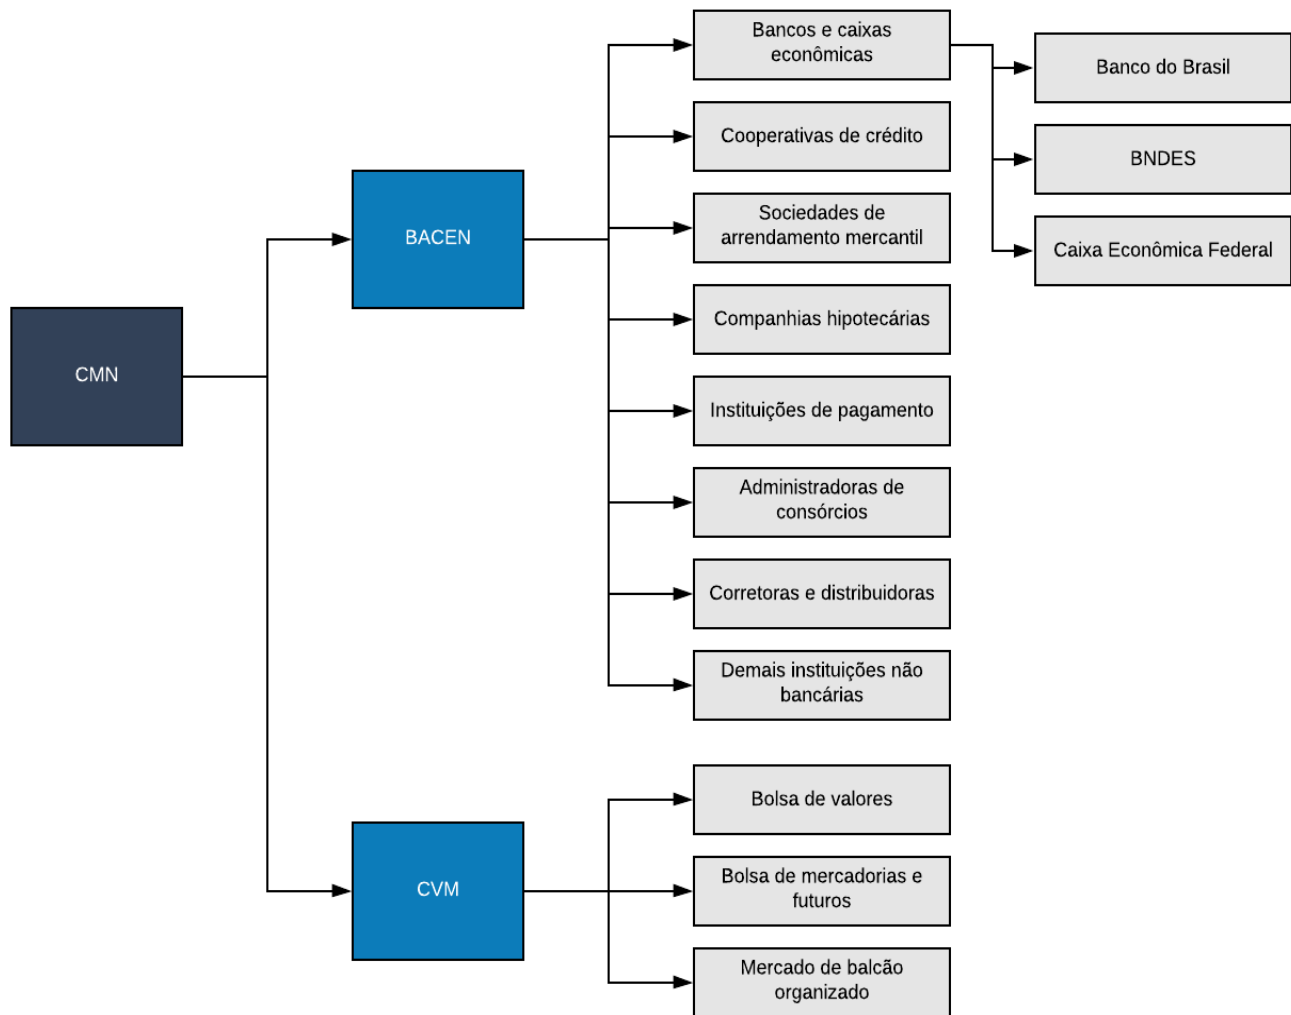 CMN
BACEN
Bancos e caixas
econômicas
Banco do Brasil
BNDES
Caixa Econômica Federal
Cooperativas de crédito
Sociedades de
arrendamento mercantil
Companhias hipotecárias
Instituições de pagamento
Administradoras de
consórcios
Corretoras e distribuidoras
Demais instituições não
bancárias
CVM
Bolsa de valores
Bolsa de mercadorias e
futuros
Mercado de balcão
organizado